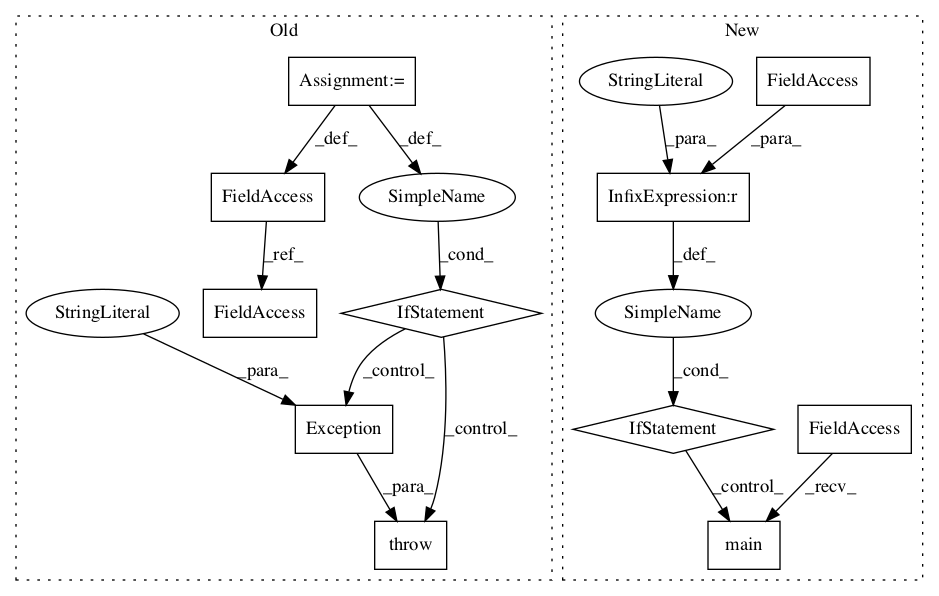 Old
New
Assignment:=
StringLiteral
FieldAccess
_def_
_def_
_para_
_para_
FieldAccess
SimpleName
InfixExpression:r
_ref_
_cond_
_def_
StringLiteral
FieldAccess
IfStatement
SimpleName
_para_
_control_
_control_
_cond_
Exception
IfStatement
FieldAccess
_para_
_control_
_recv_
throw
main